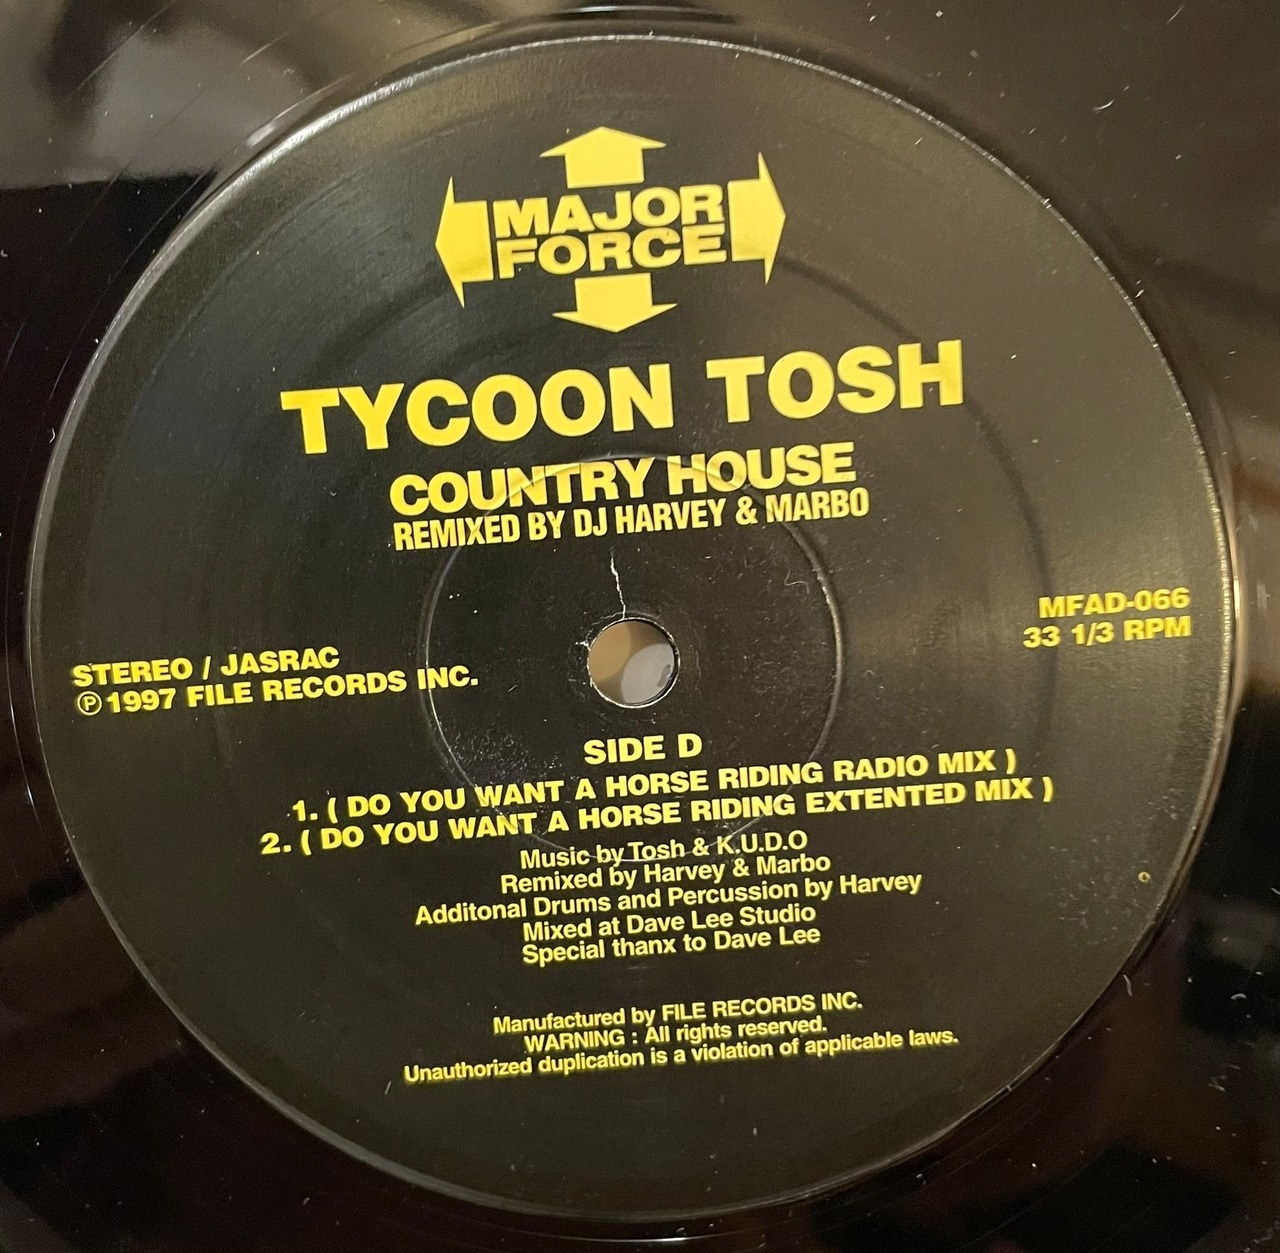 MAJOR
FORCE
TYCOON TOSH
COUNTRY HOUSE
REMIXED BY DJ HARVEY & MARBO
MFAD-066
33 1/3 RPM
STEREO / JASRAC
Ⓟ 1997 FILE RECORDS INC.
SIDE D
1. ( DO YOU WANT A HORSE RIDING RADIO MIX )
2. ( DO YOU WANT A HORSE RIDING EXTENTED MIX )
Music by Tosh & K.U.D.O
Remixed by Harvey & Marbo
Additonal Drums and Percussion by Harvey
Mixed at Dave Lee Studio
Special thanx to Dave Lee
Manufactured by FILE RECORDS INC.
WARNING : All rights reserved.
Unauthorized duplication is a violation of applicable laws.